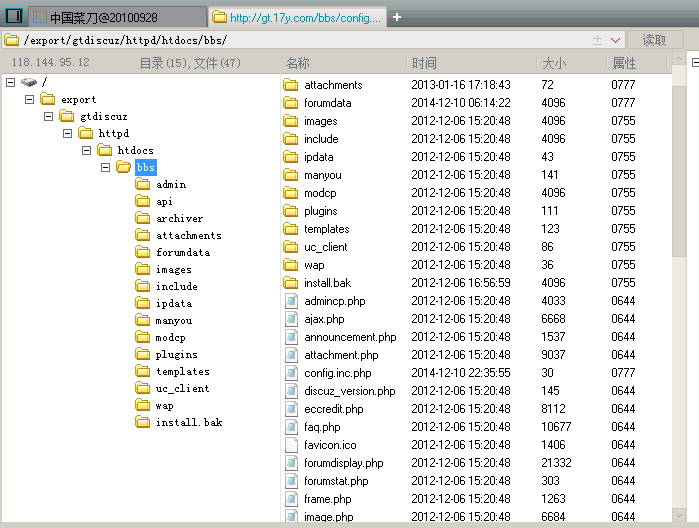 中国菜刀@20100928 http://gt.17y.com/bbs/config....
/export/gtdiscuz/httpd/htdocs/bbs/ 读取
118.144.95.12 目录(15),文件(47) 名称 时间 大小 属性
/
export
gtdiscuz
httpd
htdocs
bbs
admin
api
archiver
attachments
forumdata
images
include
ipdata
manyou
modcp
plugins
templates
uc_client
wap
install.bak
attachments 2013-01-16 17:18:43 72 0777
forumdata 2014-12-10 06:14:22 4096 0777
images 2012-12-06 15:20:48 4096 0755
include 2012-12-06 15:20:48 4096 0755
ipdata 2012-12-06 15:20:48 43 0755
manyou 2012-12-06 15:20:48 141 0755
modcp 2012-12-06 15:20:48 4096 0755
plugins 2012-12-06 15:20:48 111 0755
templates 2012-12-06 15:20:48 123 0755
uc_client 2012-12-06 15:20:48 86 0755
wap 2012-12-06 15:20:48 36 0755
install.bak 2012-12-06 16:56:59 4096 0755
admincp.php 2012-12-06 15:20:48 4033 0644
ajax.php 2012-12-06 15:20:48 6668 0644
announcement.php 2012-12-06 15:20:48 1537 0644
attachment.php 2012-12-06 15:20:48 9037 0644
config.inc.php 2014-12-10 22:35:55 30 0777
discuz_version.php 2012-12-06 15:20:48 145 0644
eccredit.php 2012-12-06 15:20:48 8112 0644
faq.php 2012-12-06 15:20:48 10677 0644
favicon.ico 2012-12-06 15:20:48 1406 0644
forumdisplay.php 2012-12-06 15:20:48 21332 0644
forumstat.php 2012-12-06 15:20:48 303 0644
frame.php 2012-12-06 15:20:48 1263 0644
image.php 2012-12-06 15:20:48 6684 0644